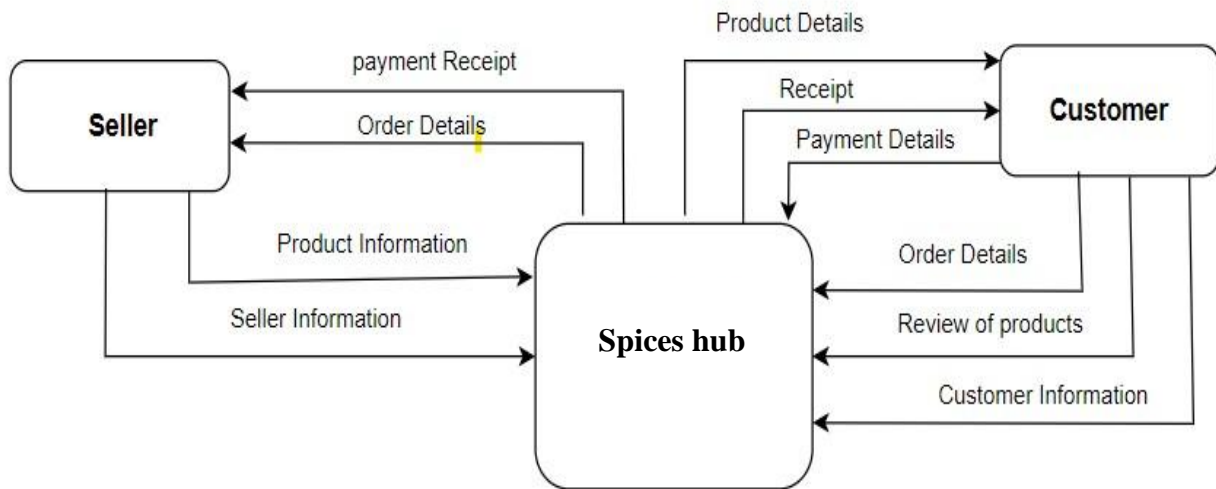 Product Details
payment Receipt
Receipt
Seller
Customer
Order Details
Payment Details
Product Information
Order Details
Seller Information
Review of products
Spices hub
Customer Information